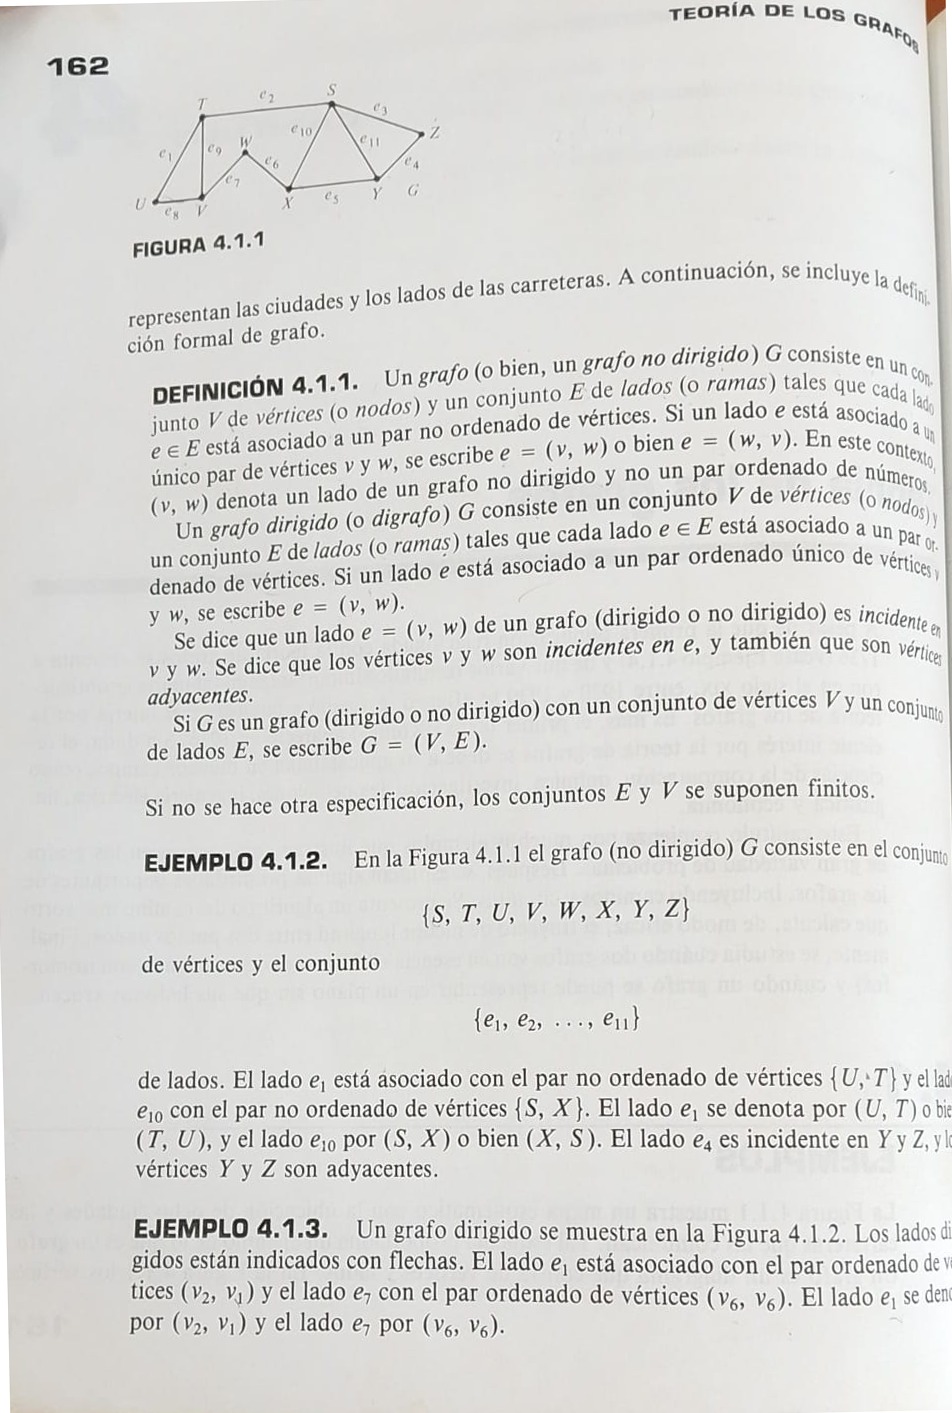 TEORÍA DE LOS GRAFOS
162
T
e2
S
e3
Z
e1
e9
W
e10
e11
e6
e7
e4
U
e8
V
X
e5
Y
G
FIGURA 4.1.1
representan las ciudades y los lados de las carreteras. A continuación, se incluye la defini-
ción formal de grafo.
DEFINICIÓN 4.1.1. Un grafo (o bien, un grafo no dirigido) G consiste en un con-
junto V de vértices (o nodos) y un conjunto E de lados (o ramas) tales que cada lado
e ∈ E está asociado a un par no ordenado de vértices. Si un lado e está asociado a un
único par de vértices v y w, se escribe e = (v, w) o bien e = (w, v). En este contexto,
(v, w) denota un lado de un grafo no dirigido y no un par ordenado de números.
Un grafo dirigido (o digrafo) G consiste en un conjunto V de vértices (o nodos) y
un conjunto E de lados (o ramas) tales que cada lado e ∈ E está asociado a un par or-
denado de vértices. Si un lado e está asociado a un par ordenado único de vértices v
y w, se escribe e = (v, w).
Se dice que un lado e = (v, w) de un grafo (dirigido o no dirigido) es incidente en
v y w. Se dice que los vértices v y w son incidentes en e, y también que son vértices
adyacentes.
Si G es un grafo (dirigido o no dirigido) con un conjunto de vértices V y un conjunto
de lados E, se escribe G = (V, E).
Si no se hace otra especificación, los conjuntos E y V se suponen finitos.
EJEMPLO 4.1.2. En la Figura 4.1.1 el grafo (no dirigido) G consiste en el conjunto
{S, T, U, V, W, X, Y, Z}
de vértices y el conjunto
{e1, e2, . . ., e11}
de lados. El lado e1 está asociado con el par no ordenado de vértices {U, T} y el lad
e10 con el par no ordenado de vértices {S, X}. El lado e1 se denota por (U, T) o bie
(T, U), y el lado e10 por (S, X) o bien (X, S). El lado e4 es incidente en Y y Z, y lo
vértices Y y Z son adyacentes.
EJEMPLO 4.1.3. Un grafo dirigido se muestra en la Figura 4.1.2. Los lados di
gidos están indicados con flechas. El lado e1 está asociado con el par ordenado de v
tices (v2, v1) y el lado e7 con el par ordenado de vértices (v6, v6). El lado e1 se deno
por (v2, v1) y el lado e7 por (v6, v6).